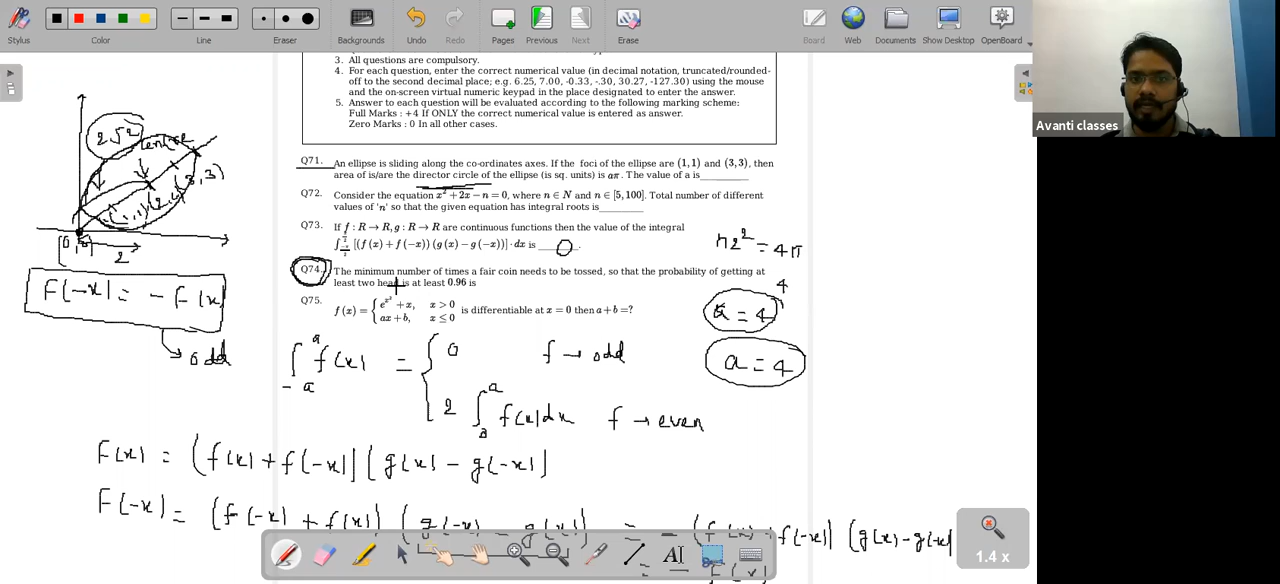 Stylus
Color
Line
Eraser
Backgrounds
Undo
Redo
Pages
Previous
Next
Erase
Board
Web
Documents
Show Desktop
OpenBoard
Avanti classes
3. All questions are compulsory.
4. For each question, enter the correct numerical value (in decimal notation, truncated/rounded-
off to the second decimal place; e.g. 6.25, 7.00, -0.33, -.30, 30.27, -127.30) using the mouse
and the on-screen virtual numeric keypad in the place designated to enter the answer.
5. Answer to each question will be evaluated according to the following marking scheme:
Full Marks : +4 If ONLY the correct numerical value is entered as answer.
Zero Marks : 0 In all other cases.
Q71. An ellipse is sliding along the co-ordinates axes. If the foci of the ellipse are (1,1) and (3,3), then
area of is/are the director circle of the ellipse (is sq. units) is aπ. The value of a is________
Q72. Consider the equation x² + 2x − n = 0, where n ∈ N and n ∈ [5,100]. Total number of different
values of 'n' so that the given equation has integral roots is________
Q73. If f : R → R, g : R → R are continuous functions then the value of the integral
[(f(x) + f(−x)) (g(x) − g(−x))] · dx is 0.
Q74. The minimum number of times a fair coin needs to be tossed, so that the probability of getting at
least two head is at least 0.96 is
Q75. f(x) = { e^{x²} + x, x > 0
ax + b, x ≤ 0 is differentiable at x = 0 then a + b =?
2√2
centre
(3,3)
(1,1)
2
F(-x) = - F(x)
odd
πr² = 4π
a = 4
∫_{-a}^{a} f(x) = { 0 f → odd
2 ∫ f(x)dx f → even
F(x) = (f(x) + f(-x)) (g(x) - g(-x))
F(-x) = (f(-x) + f(x)) (g(-x) - g(x)) = - (f(x) + f(-x)) (g(x) - g(-x)
1.4 x